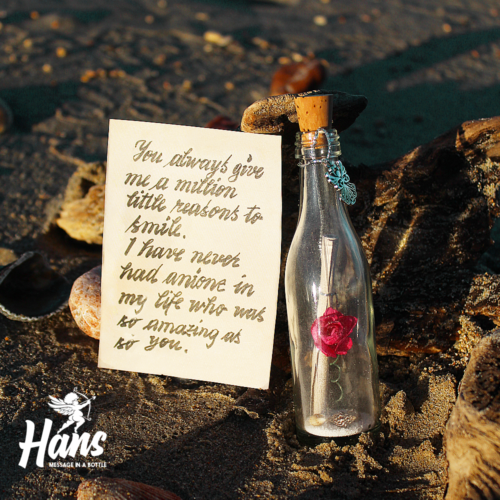 You always give
me a million
little reasons to
smile.
I have never
had anione in
my life who was
so amazing as
is you.
Hans
MESSAGE IN A BOTTLE